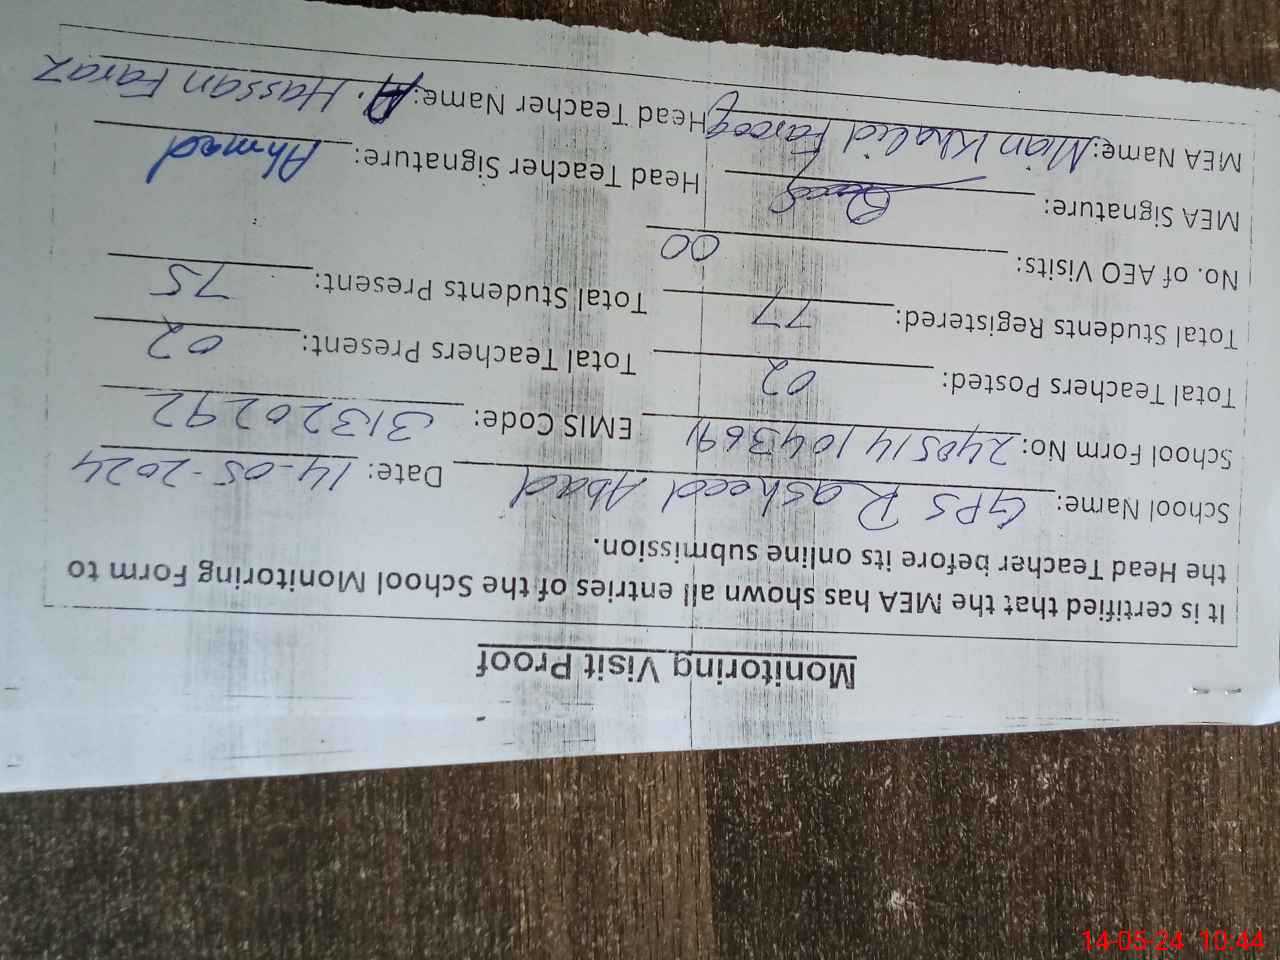 Monitoring Visit Proof
It is certified that the MEA has shown all entries of the School Monitoring Form to
the Head Teacher before its online submission.
School Name: GPS Rasheed Abad Date: 14-05-2024
School Form No: 240514104369 EMIS Code: 31320292
Total Teachers Posted: 02 Total Teachers Present: 02
Total Students Registered: 77 Total Students Present: 75
No. of AEO Visits: 00
MEA Signature: Head Teacher Signature: Ahmed
MEA Name: Mian Khalid Farooq Head Teacher Name: A. Hassan Faraz
14-05-24 10:44